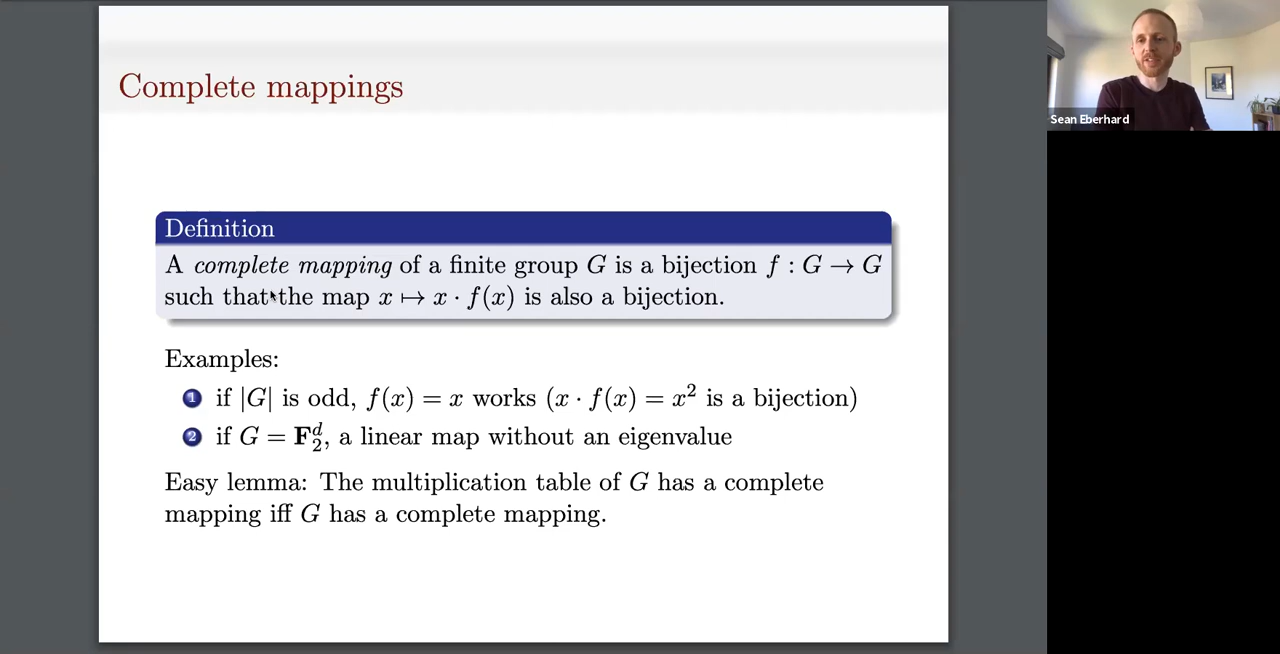 Complete mappings
Sean Eberhard
Definition
A complete mapping of a finite group G is a bijection f : G → G
such that the map x ↦ x · f(x) is also a bijection.
Examples:
1 if |G| is odd, f(x) = x works (x · f(x) = x² is a bijection)
2 if G = F₂ᵈ, a linear map without an eigenvalue
Easy lemma: The multiplication table of G has a complete
mapping iff G has a complete mapping.